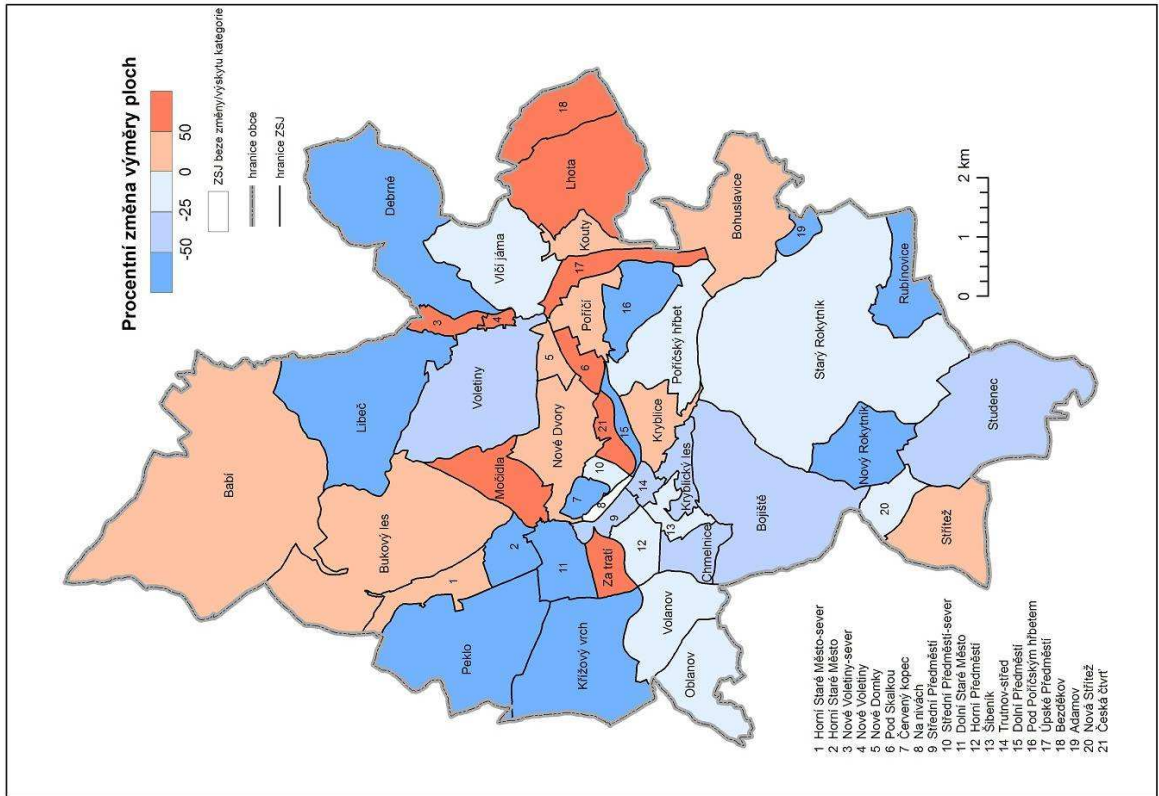 Procentní změna výměry ploch
-50
-25
0
50
ZSJ beze změny/výskytu kategorie
hranice obce
hranice ZSJ
Babí
Libeč
Debrné
Bukový les
Voletiny
Vlčí jáma
18
Lhota
3
4
Močidla
Kouty
17
Peklo
1
2
Nové Dvory
5
6
Poříčí
16
Bohuslavice
19
Křížový vrch
11
7
8
10
21
15
9
Za tratí
14
Kryblice
Poříčský hřbet
12
13
Kryblický les
Starý Rokytník
Rubínovice
Volanov
Chmelnice
Bojiště
Oblanov
Nový Rokytník
20
Studenec
Střítež
0 1 2 km
1 Horní Staré Město-sever
2 Horní Staré Město
3 Nové Voletiny-sever
4 Nové Voletiny
5 Nové Domky
6 Pod Skalkou
7 Červený kopec
8 Na nivách
9 Střední Předměstí
10 Střední Předměstí-sever
11 Dolní Staré Město
12 Horní Předměstí
13 Šibeník
14 Trutnov-střed
15 Dolní Předměstí
16 Pod Poříčským hřbetem
17 Úpské Předměstí
18 Bezděkov
19 Adamov
20 Nová Střítež
21 Česká čtvrť